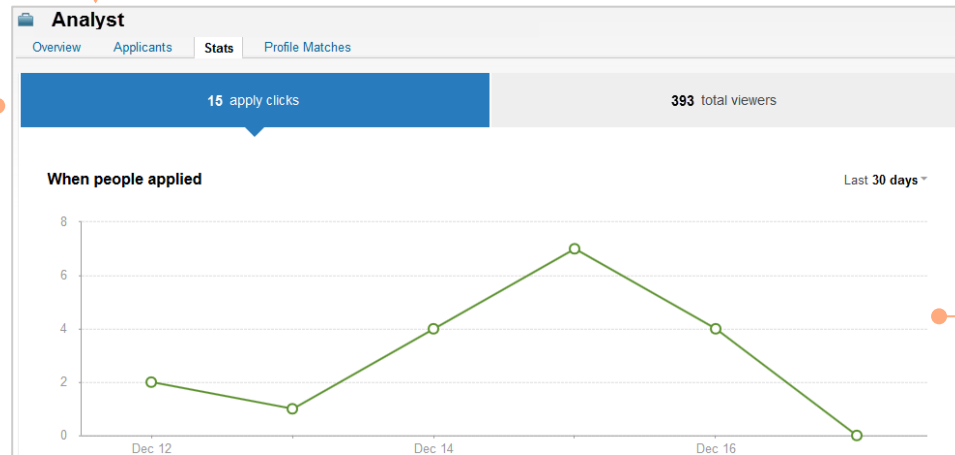 Analyst
Overview Applicants Stats Profile Matches
15 apply clicks 393 total viewers
When people applied Last 30 days
8
6
4
2
0
Dec 12 Dec 14 Dec 16